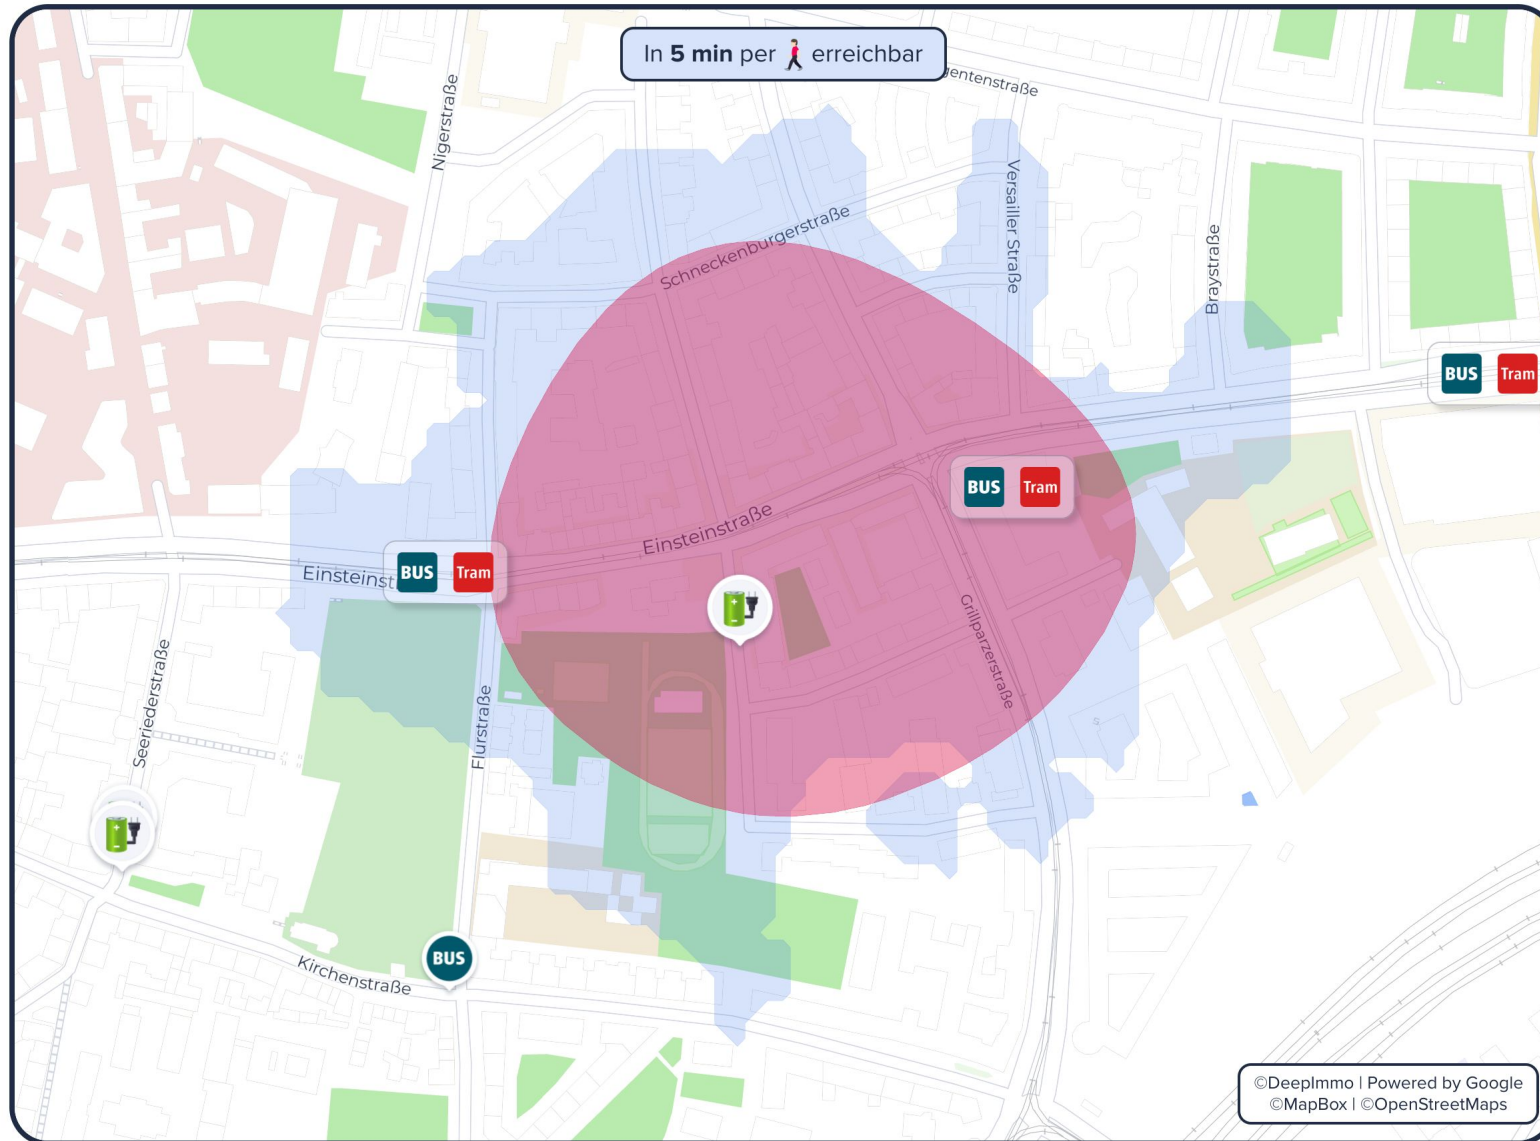 In 5 min per erreichbar
gentenstraße
Nigerstraße
Versailler Straße
Schneckenburgerstraße
Braystraße
BUS Tram
BUS Tram
Einsteinstraße
BUS Tram
Einsteinst
Grillparzerstraße
Seeriederstraße
Flurstraße
BUS
Kirchenstraße
©DeepImmo | Powered by Google
©MapBox | ©OpenStreetMaps